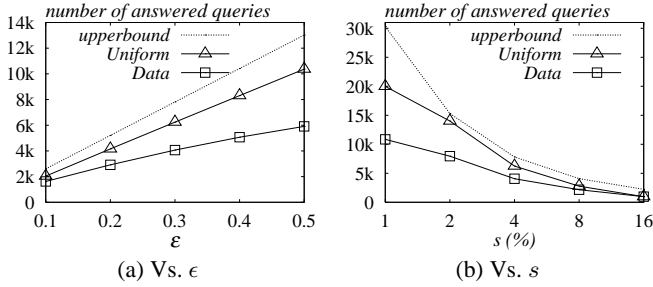 number of answered queries
14k
12k
10k
8k
6k
4k
2k
0
upperbound
Uniform
Data
0.1 0.2 0.3 0.4 0.5
ε
(a) Vs. ϵ
number of answered queries
30k
25k
20k
15k
10k
5k
0
upperbound
Uniform
Data
1 2 4 8 16
s (%)
(b) Vs. s